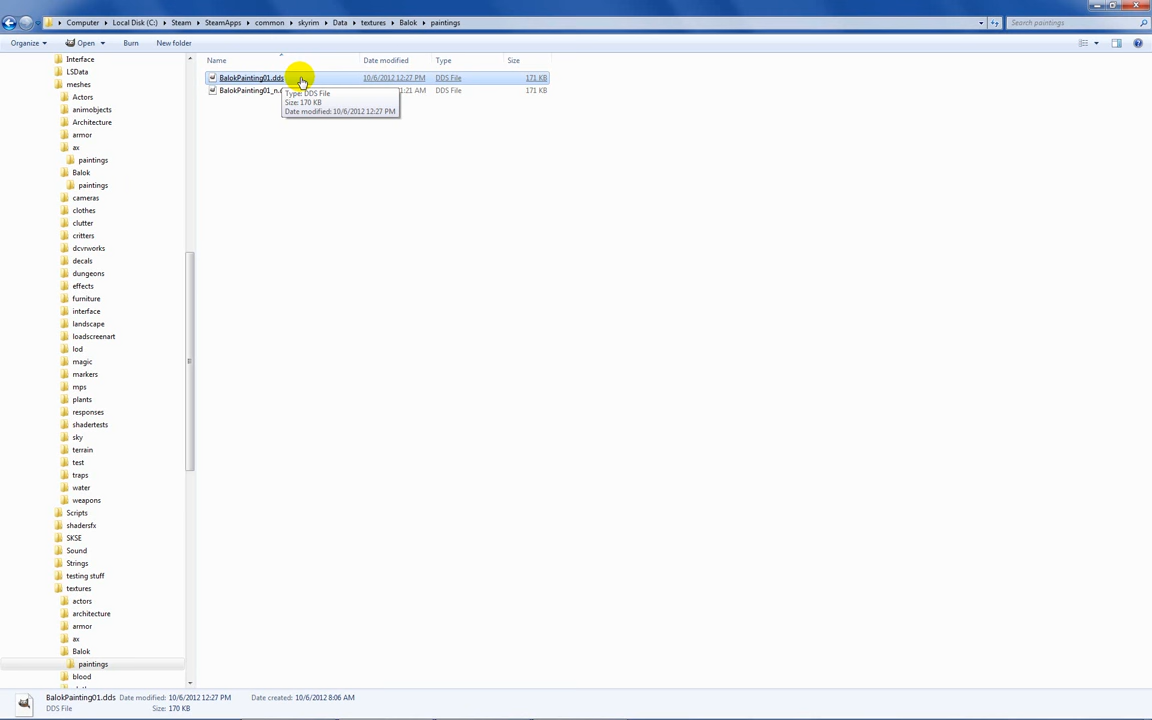 Computer Local Disk (C:) Steam SteamApps common skyrim Data textures Balok paintings Search paintings
Organize Open Burn New folder
Name Date modified Type Size
BalokPainting01.dds 10/6/2012 12:27 PM DDS File 171 KB
BalokPainting01_n. 1:21 AM DDS File 171 KB
Type: DDS File
Size: 170 KB
Date modified: 10/6/2012 12:27 PM
Interface
LSData
meshes
Actors
animobjects
Architecture
armor
ax
paintings
Balok
paintings
cameras
clothes
clutter
critters
dcvrworks
decals
dungeons
effects
furniture
interface
landscape
loadscreenart
lod
magic
markers
mps
plants
responses
shadertests
sky
terrain
test
traps
water
weapons
Scripts
shadersfx
SKSE
Sound
Strings
testing stuff
textures
actors
architecture
armor
ax
Balok
paintings
blood
BalokPainting01.dds Date modified: 10/6/2012 12:27 PM Date created: 10/6/2012 8:06 AM
DDS File Size: 170 KB